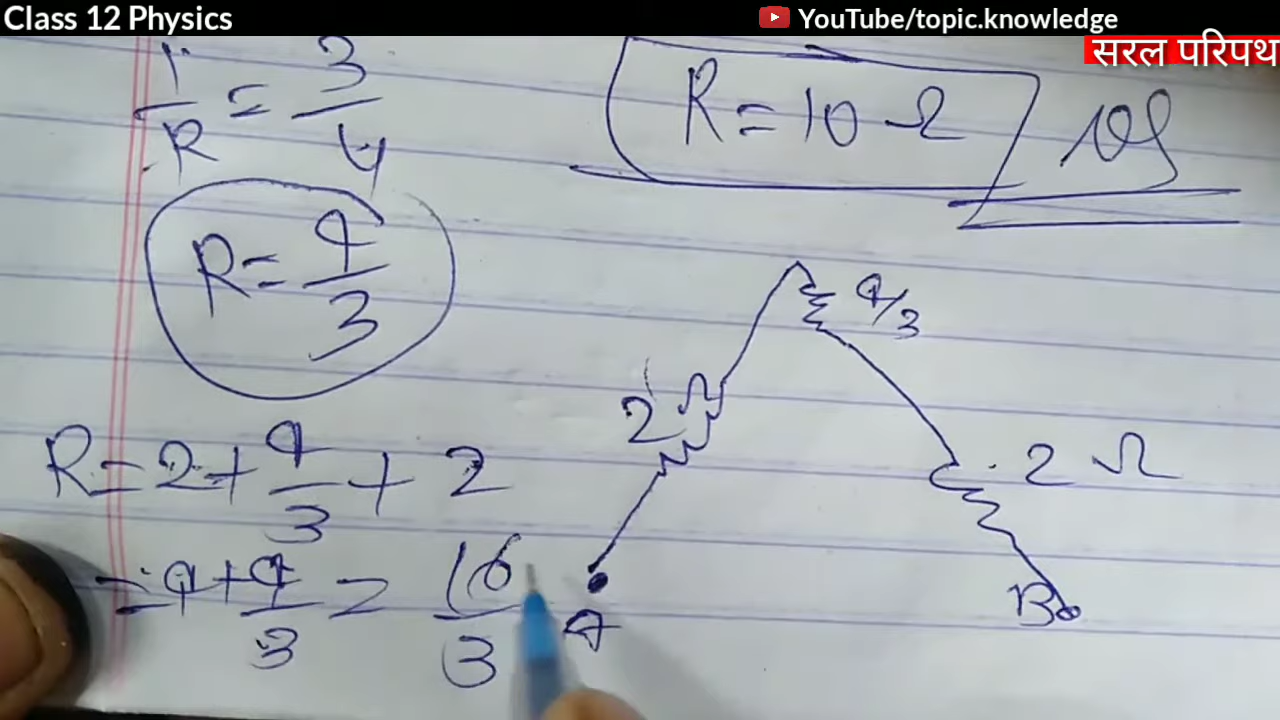 Class 12 Physics
YouTube/topic.knowledge
सरल परिपथ
1/R = 3/4
R = 10 Ω
R = 4/3
4/3
2 Ω
R = 2 + 4/3 + 2
2 Ω
= 4 + 4/3 = 16/3
A
B